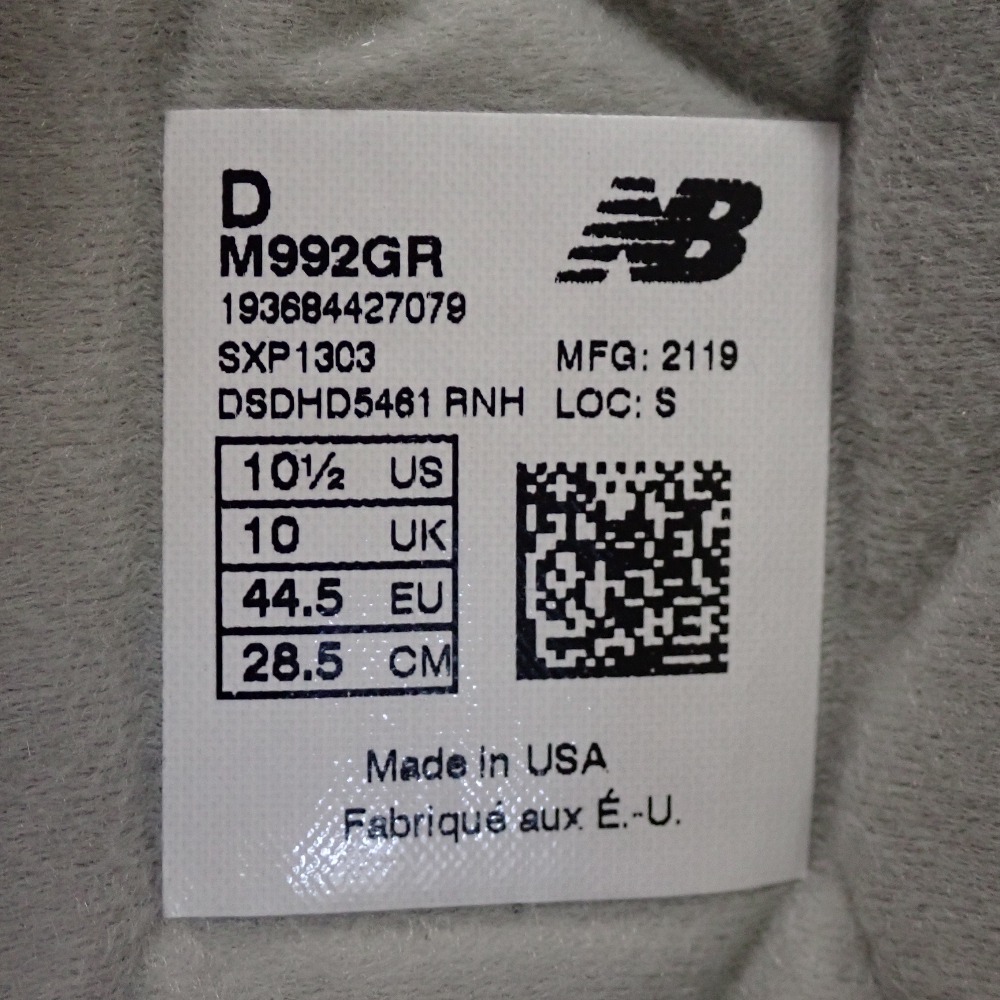 D
NB
M992GR
193684427079
SXP1303 MFG: 2119
DSDHD5461 RNH LOC: S
10½ US
10 UK
44.5 EU
28.5 CM
Made in USA
Fabriqué aux É.-U.